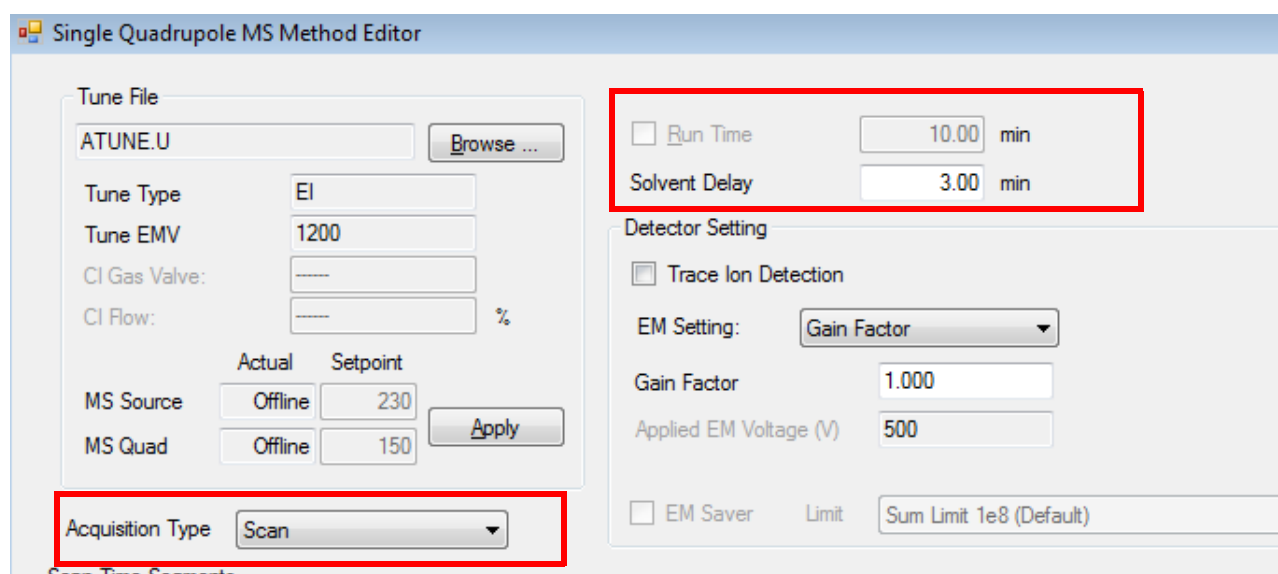 Single Quadrupole MS Method Editor
Tune File
ATUNE.U Browse ...
Tune Type EI
Tune EMV 1200
CI Gas Valve: ------
CI Flow: ------ %
Actual Setpoint
MS Source Offline 230
MS Quad Offline 150
Apply
Acquisition Type Scan
Scan Time Segments
Run Time 10.00 min
Solvent Delay 3.00 min
Detector Setting
Trace Ion Detection
EM Setting: Gain Factor
Gain Factor 1.000
Applied EM Voltage (V) 500
EM Saver Limit Sum Limit 1e8 (Default)